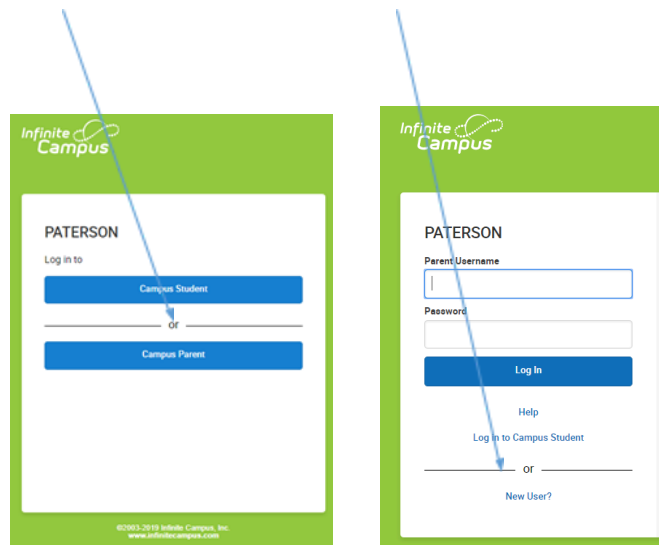 Infinite
Campus
PATERSON
Log in to
Campus Student
or
Campus Parent
©2003-2019 Infinite Campus, Inc.
www.infinitecampus.com
Infinite
Campus
PATERSON
Parent Username
Password
Log In
Help
Log in to Campus Student
or
New User?